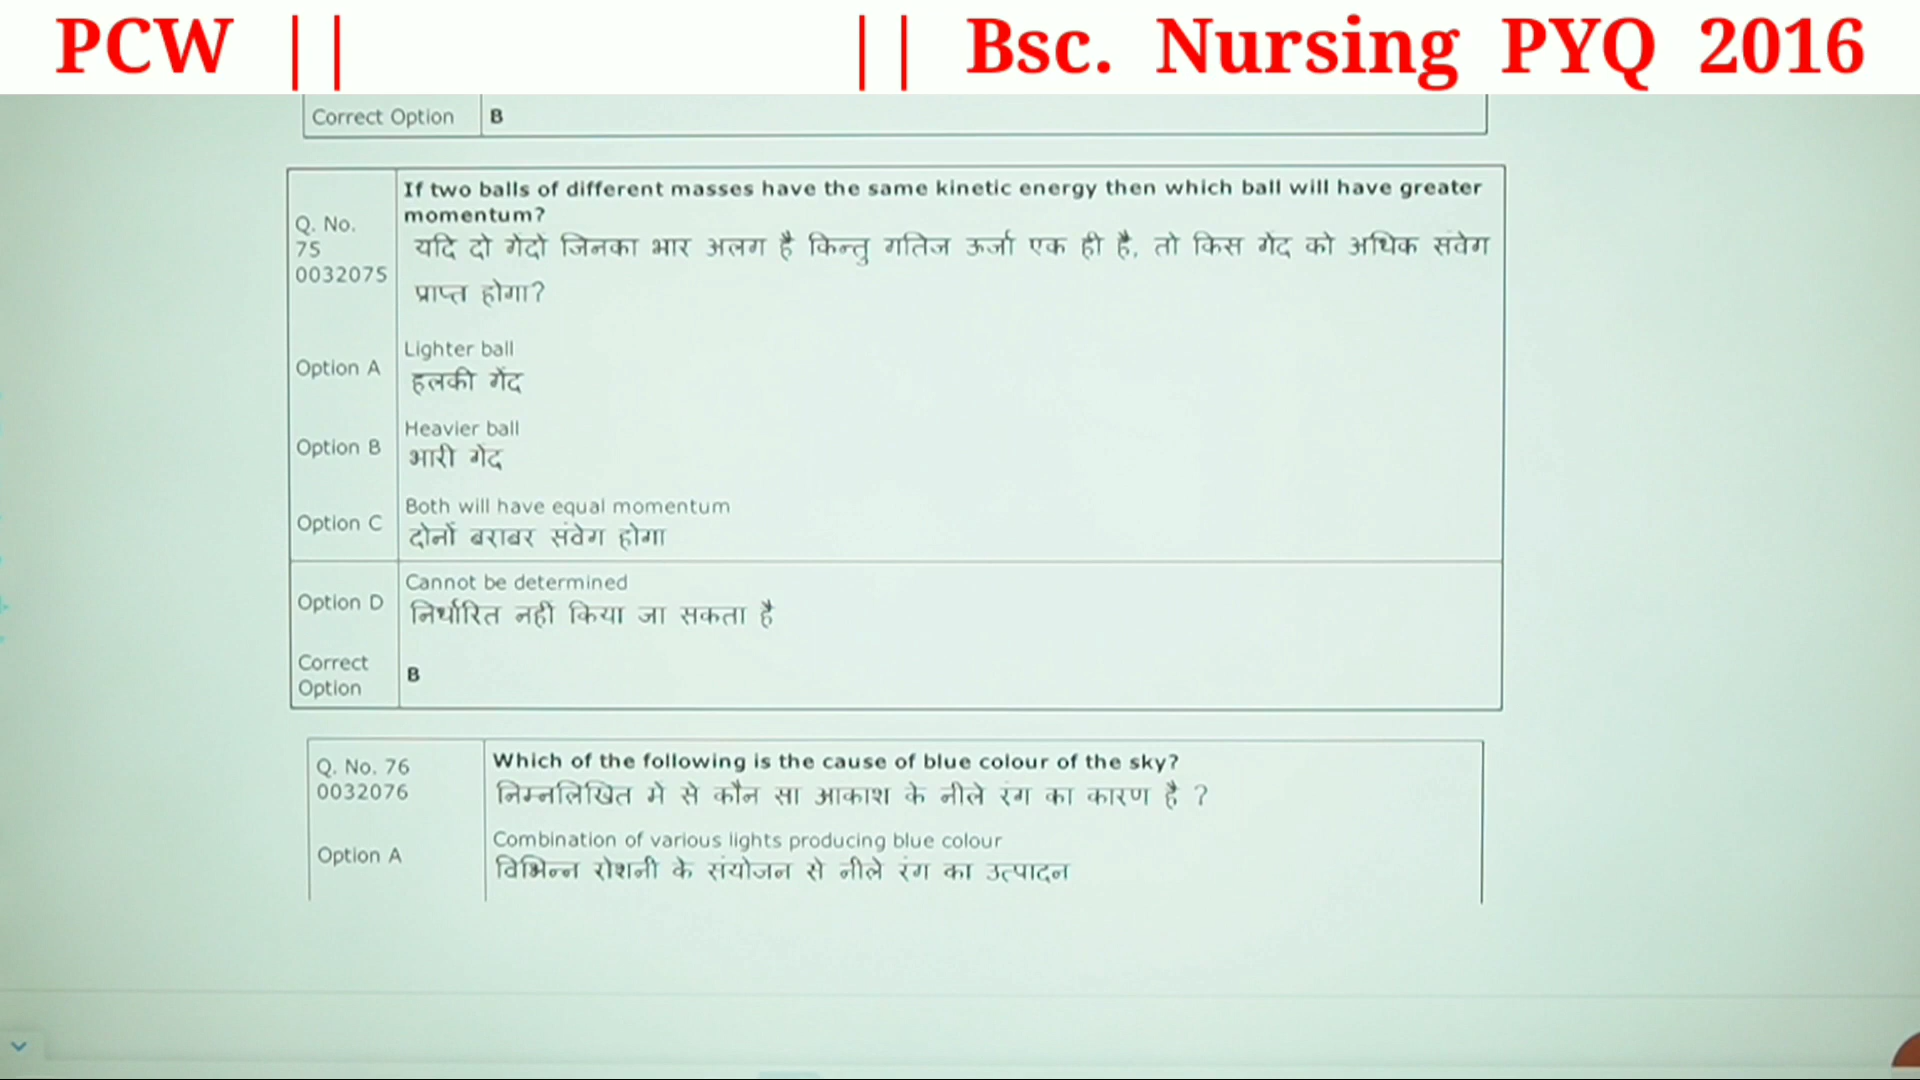 PCW || || Bsc. Nursing PYQ 2016
Correct Option B
Q. No. 75 0032075
If two balls of different masses have the same kinetic energy then which ball will have greater
momentum?
यदि दो गेंदो जिनका भार अलग है किन्तु गतिज ऊर्जा एक ही है, तो किस गेंद को अधिक संवेग
प्राप्त होगा?
Option A
Lighter ball
हलकी गेंद
Option B
Heavier ball
भारी गेंद
Option C
Both will have equal momentum
दोनों बराबर संवेग होगा
Option D
Cannot be determined
निर्धारित नहीं किया जा सकता है
Correct Option
B
Q. No. 76
0032076
Which of the following is the cause of blue colour of the sky?
निम्नलिखित में से कौन सा आकाश के नीले रंग का कारण है ?
Option A
Combination of various lights producing blue colour
विभिन्न रोशनी के संयोजन से नीले रंग का उत्पादन